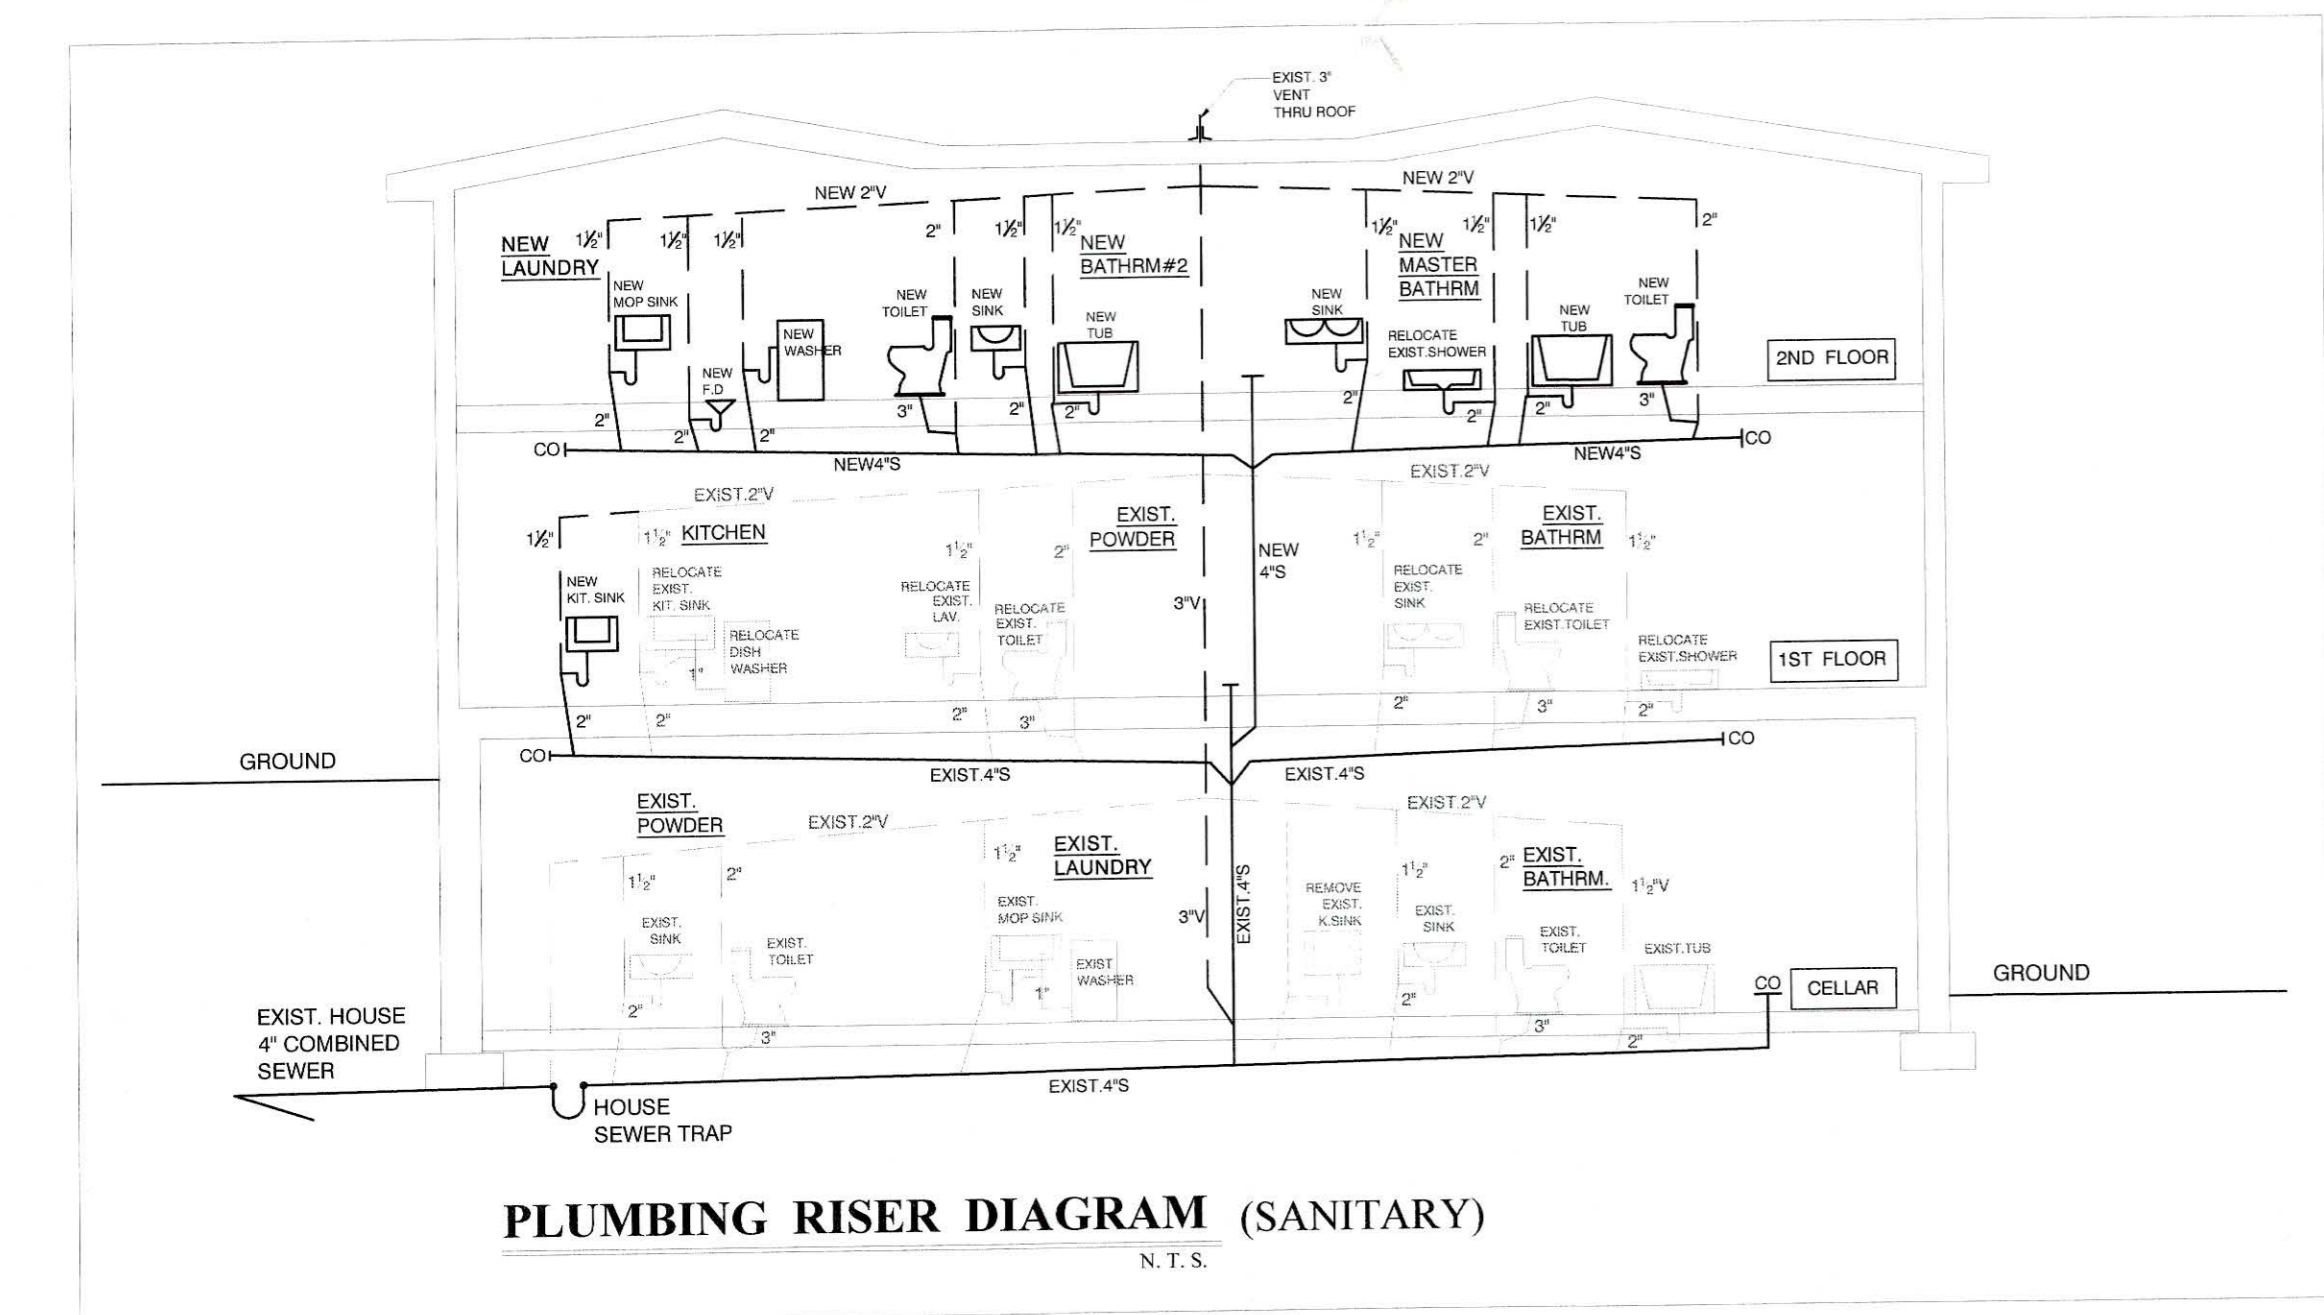 EXIST. 3"
VENT
THRU ROOF
NEW 2"V
NEW 2"V
NEW
LAUNDRY
1½"
1½"
1½"
2"
1½"
1½"
NEW
BATHRM#2
1½"
NEW
MASTER
BATHRM
1½"
1½"
2"
NEW
MOP SINK
NEW
F.D
NEW
WASHER
NEW
TOILET
NEW
SINK
NEW
TUB
NEW
SINK
RELOCATE
EXIST.SHOWER
NEW
TUB
NEW
TOILET
2ND FLOOR
2"
2"
2"
3"
2"
2"
2"
2"
2"
3"
CO
NEW4"S
NEW4"S
CO
EXIST.2"V
EXIST.2"V
1½"
1½"
KITCHEN
1½"
2"
EXIST.
POWDER
NEW
4"S
1½"
2"
EXIST.
BATHRM
1½"
NEW
KIT. SINK
RELOCATE
EXIST.
KIT. SINK
RELOCATE
DISH
WASHER
1"
RELOCATE
EXIST.
LAV.
RELOCATE
EXIST.
TOILET
3"V
RELOCATE
EXIST.
SINK
RELOCATE
EXIST.TOILET
RELOCATE
EXIST.SHOWER
1ST FLOOR
2"
2"
2"
3"
2"
3"
2"
GROUND
CO
EXIST.4"S
EXIST.4"S
CO
EXIST.
POWDER
EXIST.2"V
EXIST.2"V
1½"
2"
1½"
EXIST.
LAUNDRY
1½"
2"
EXIST.
BATHRM.
1½"V
EXIST.
SINK
EXIST.
TOILET
EXIST.
MOP SINK
EXIST
WASHER
1"
3"V
EXIST.4"S
REMOVE
EXIST.
K.SINK
EXIST.
SINK
EXIST.
TOILET
EXIST.TUB
CO
CELLAR
GROUND
2"
3"
2"
3"
2"
EXIST. HOUSE
4" COMBINED
SEWER
EXIST.4"S
HOUSE
SEWER TRAP
PLUMBING RISER DIAGRAM (SANITARY)
N. T. S.